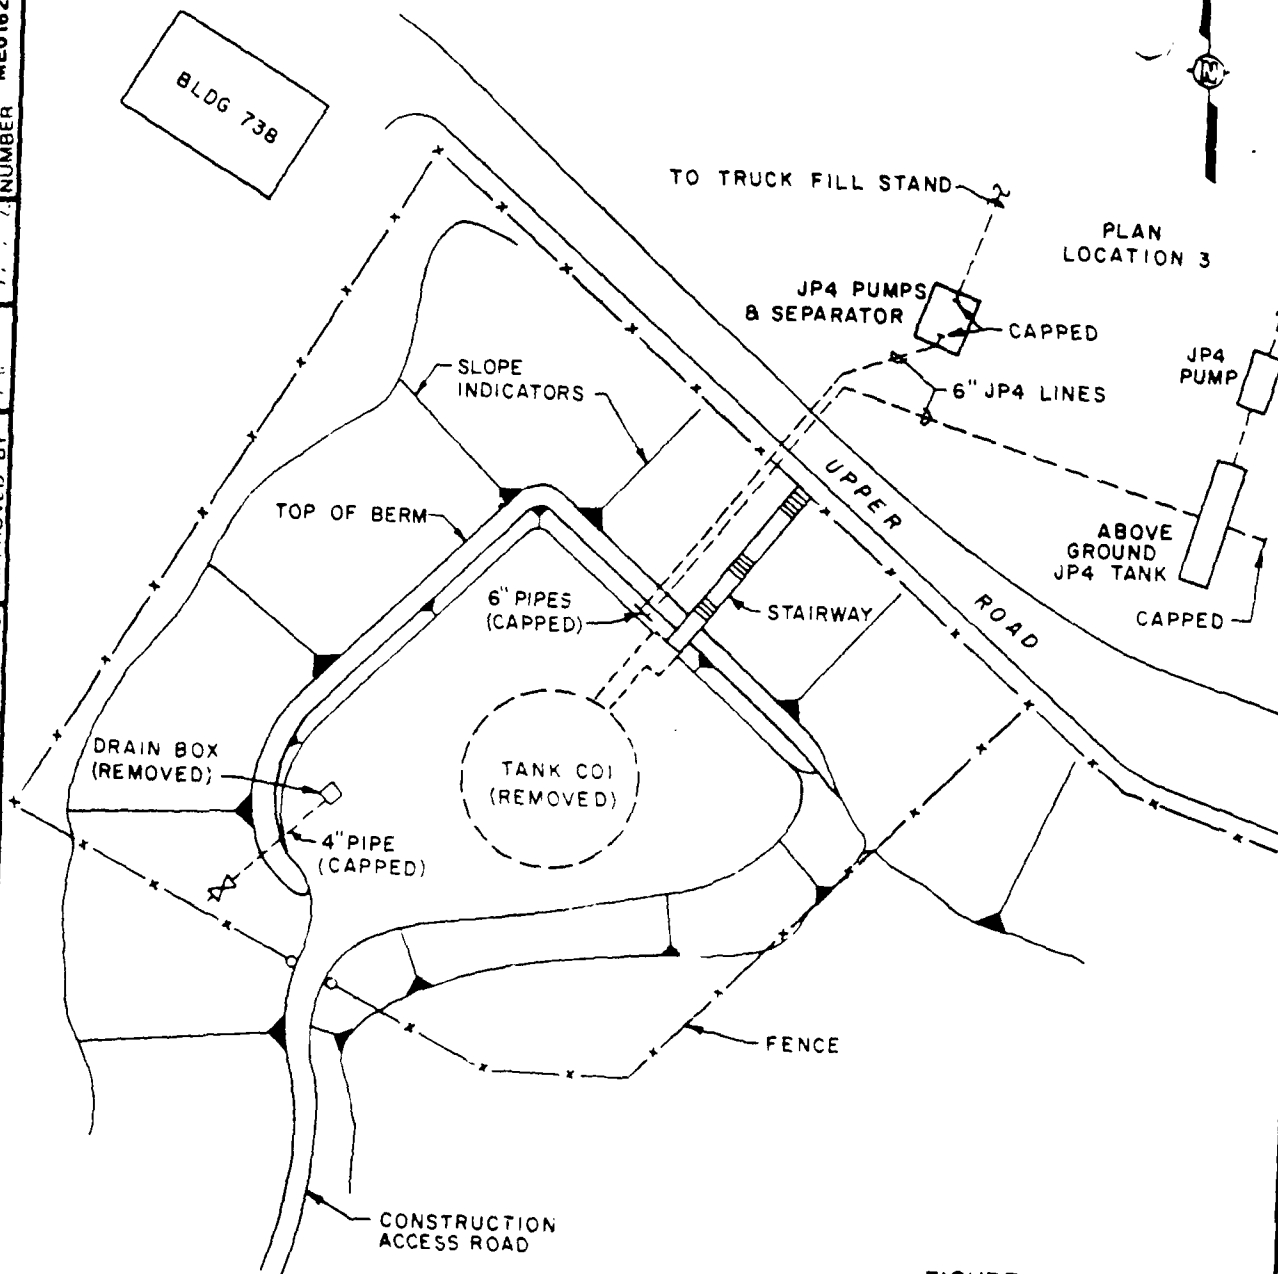 BLDG 738
TO TRUCK FILL STAND
PLAN
LOCATION 3
JP4 PUMPS
& SEPARATOR
CAPPED
JP4
PUMP
SLOPE
INDICATORS
6" JP4 LINES
UPPER ROAD
TOP OF BERM
ABOVE
GROUND
JP4 TANK
6" PIPES
(CAPPED)
STAIRWAY
CAPPED
DRAIN BOX
(REMOVED)
TANK CO1
(REMOVED)
4" PIPE
(CAPPED)
FENCE
CONSTRUCTION
ACCESS ROAD
NUMBER